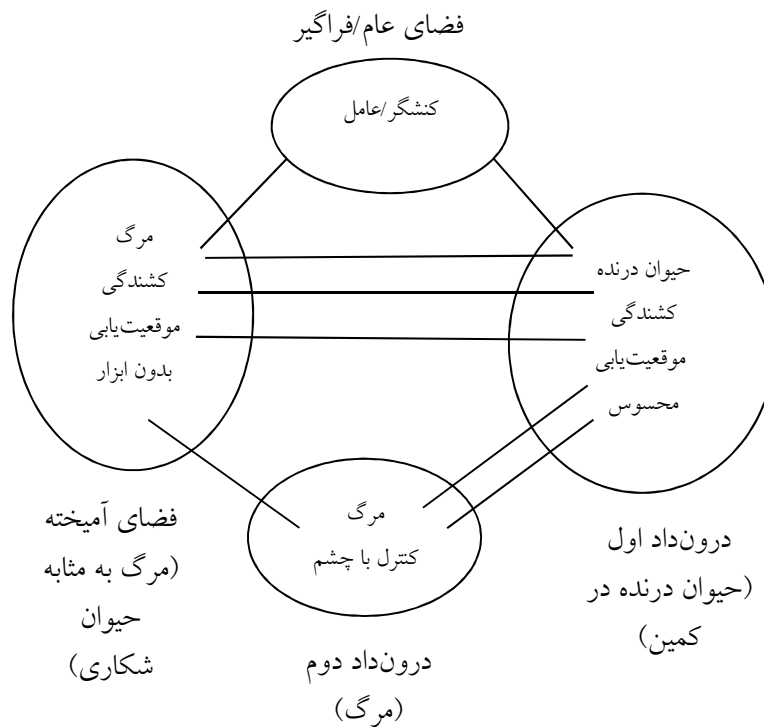 فضای عام/فراگیر
کنشگر/عامل
حیوان درنده
کشندگی
موقعیت‌یابی
محسوس
درون‌داد اول
(حیوان درنده در
کمین)
مرگ
کشندگی
موقعیت‌یابی
بدون ابزار
فضای آمیخته
(مرگ به مثابه
حیوان
شکاری)
مرگ
کنترل با چشم
درون‌داد دوم
(مرگ)